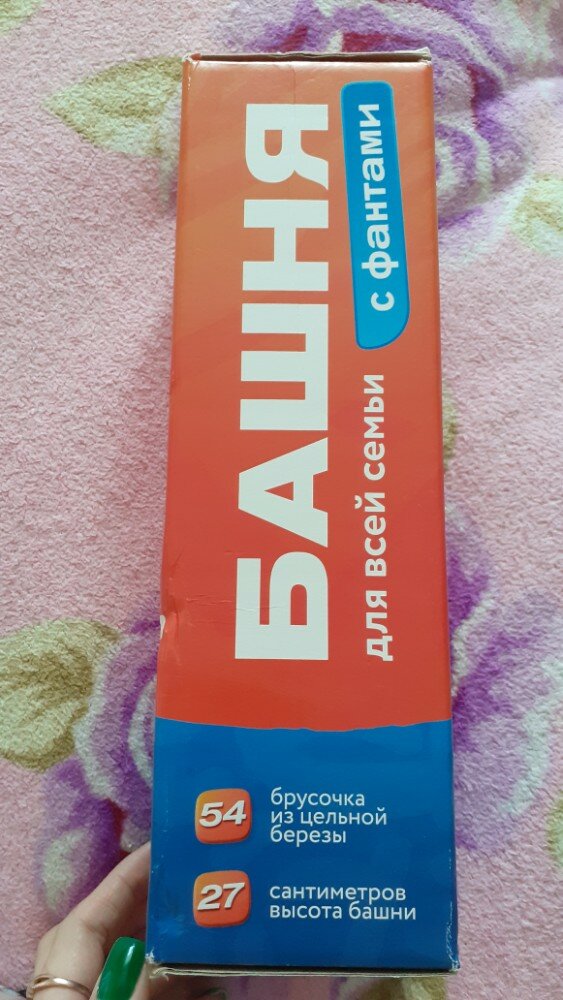 БАШНЯ
с фантами
для всей семьи
54
брусочка
из цельной
березы
27
сантиметров
высота башни